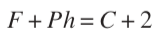 F + Ph = C + 2